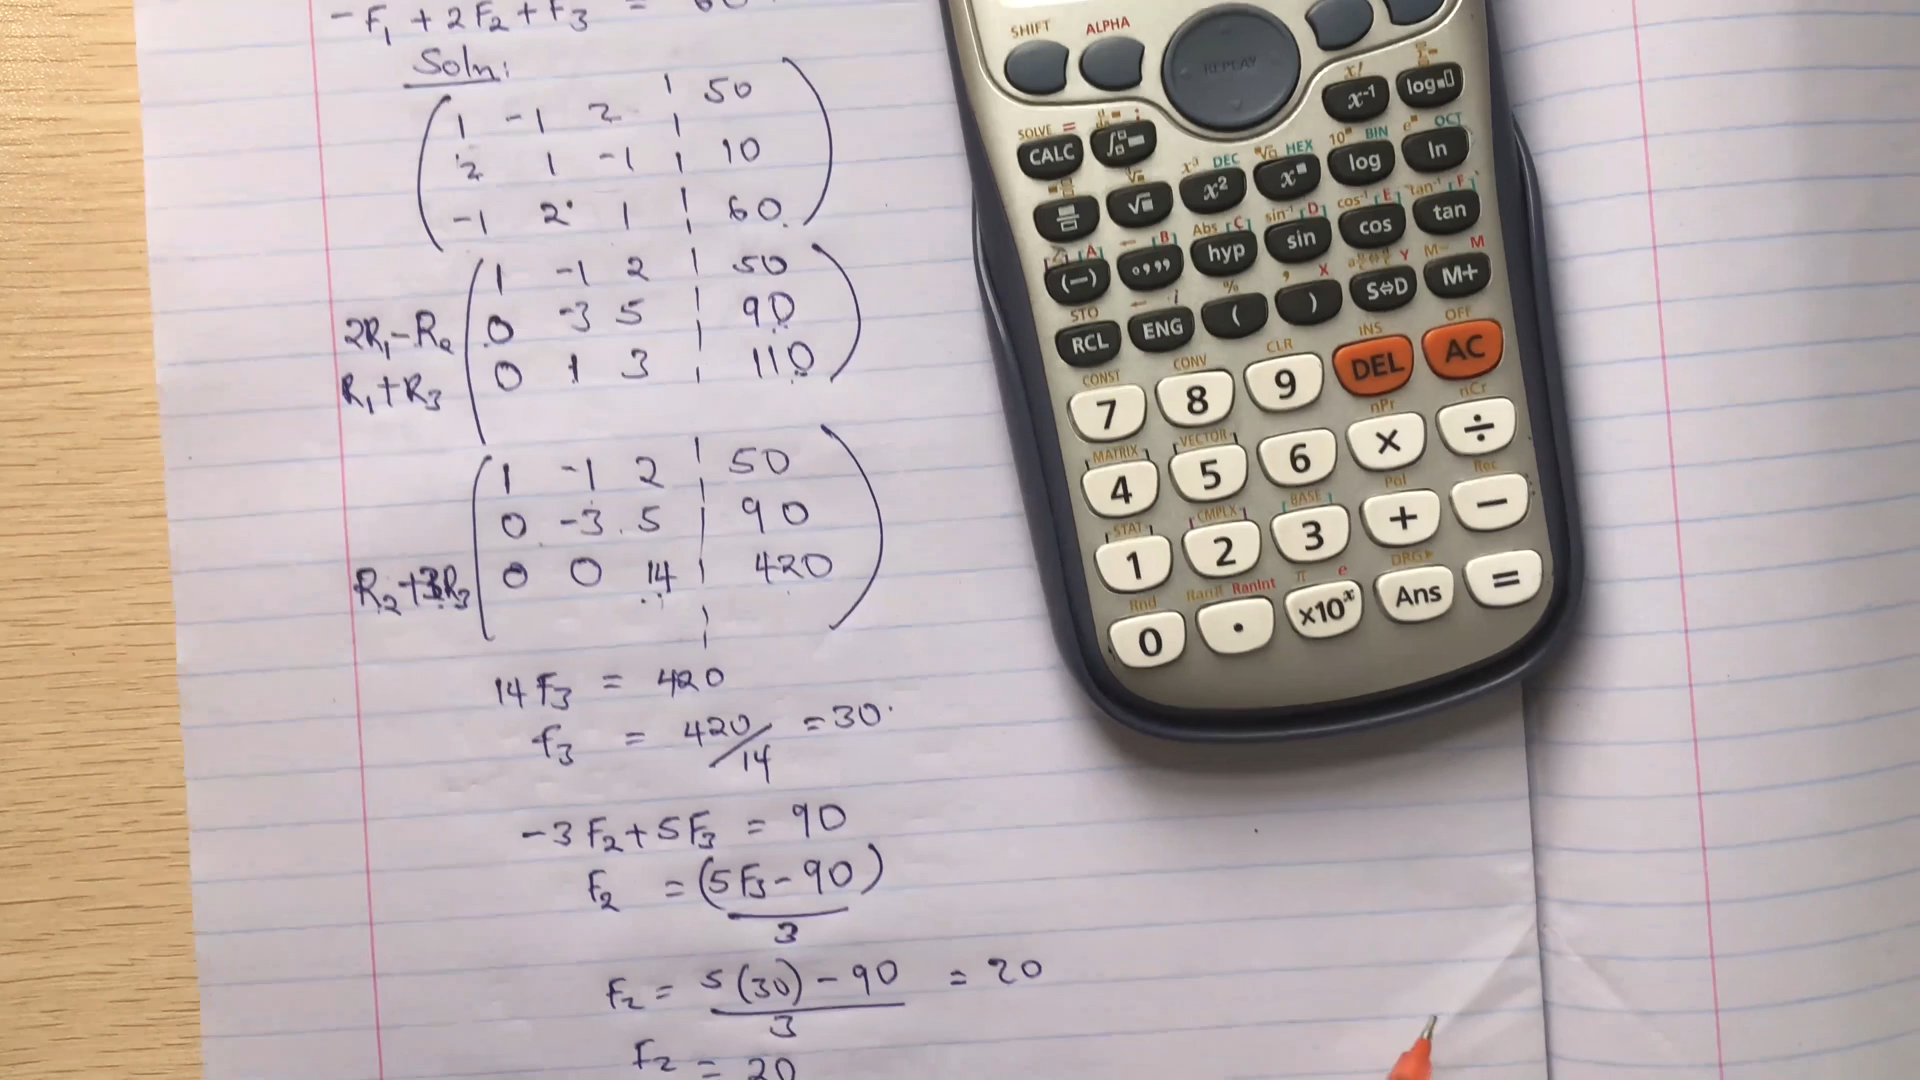 -F₁ + 2F₂ + F₃ = 60
Soln:
1 -1 2 | 50
2 1 -1 | 10
-1 2 1 | 60
1 -1 2 | 50
2R₁-R₂ 0 -3 5 | 90
R₁+R₃ 0 1 3 | 110
1 -1 2 | 50
0 -3 5 | 90
R₂+3R₃ 0 0 14 | 420
14F₃ = 420
f₃ = 420/14 = 30
-3F₂+5F₃ = 90
F₂ = (5F₃-90)
3
F₂ = 5(30)-90 = 20
3
F₂ = 20
SHIFT ALPHA REPLAY
x! 
x⁻¹ log
SOLVE =
CALC
x³ DEC HEX 10ˣ BIN OCT
√ x² log ln
Abs C sin⁻¹ D cos⁻¹ E tan⁻¹ F
A B
(-) hyp sin cos tan
STO % , X Y M- M
RCL ENG ( ) S⇔D M+
CLR INS OFF
CONST CONV
7 8 9 DEL AC
MATRIX VECTOR nPr nCr
4 5 6 × ÷
STAT CMPLX BASE Pol Rec
1 2 3 + −
Rnd Ran# RanInt π e DRG▸
0 . ×10ˣ Ans =